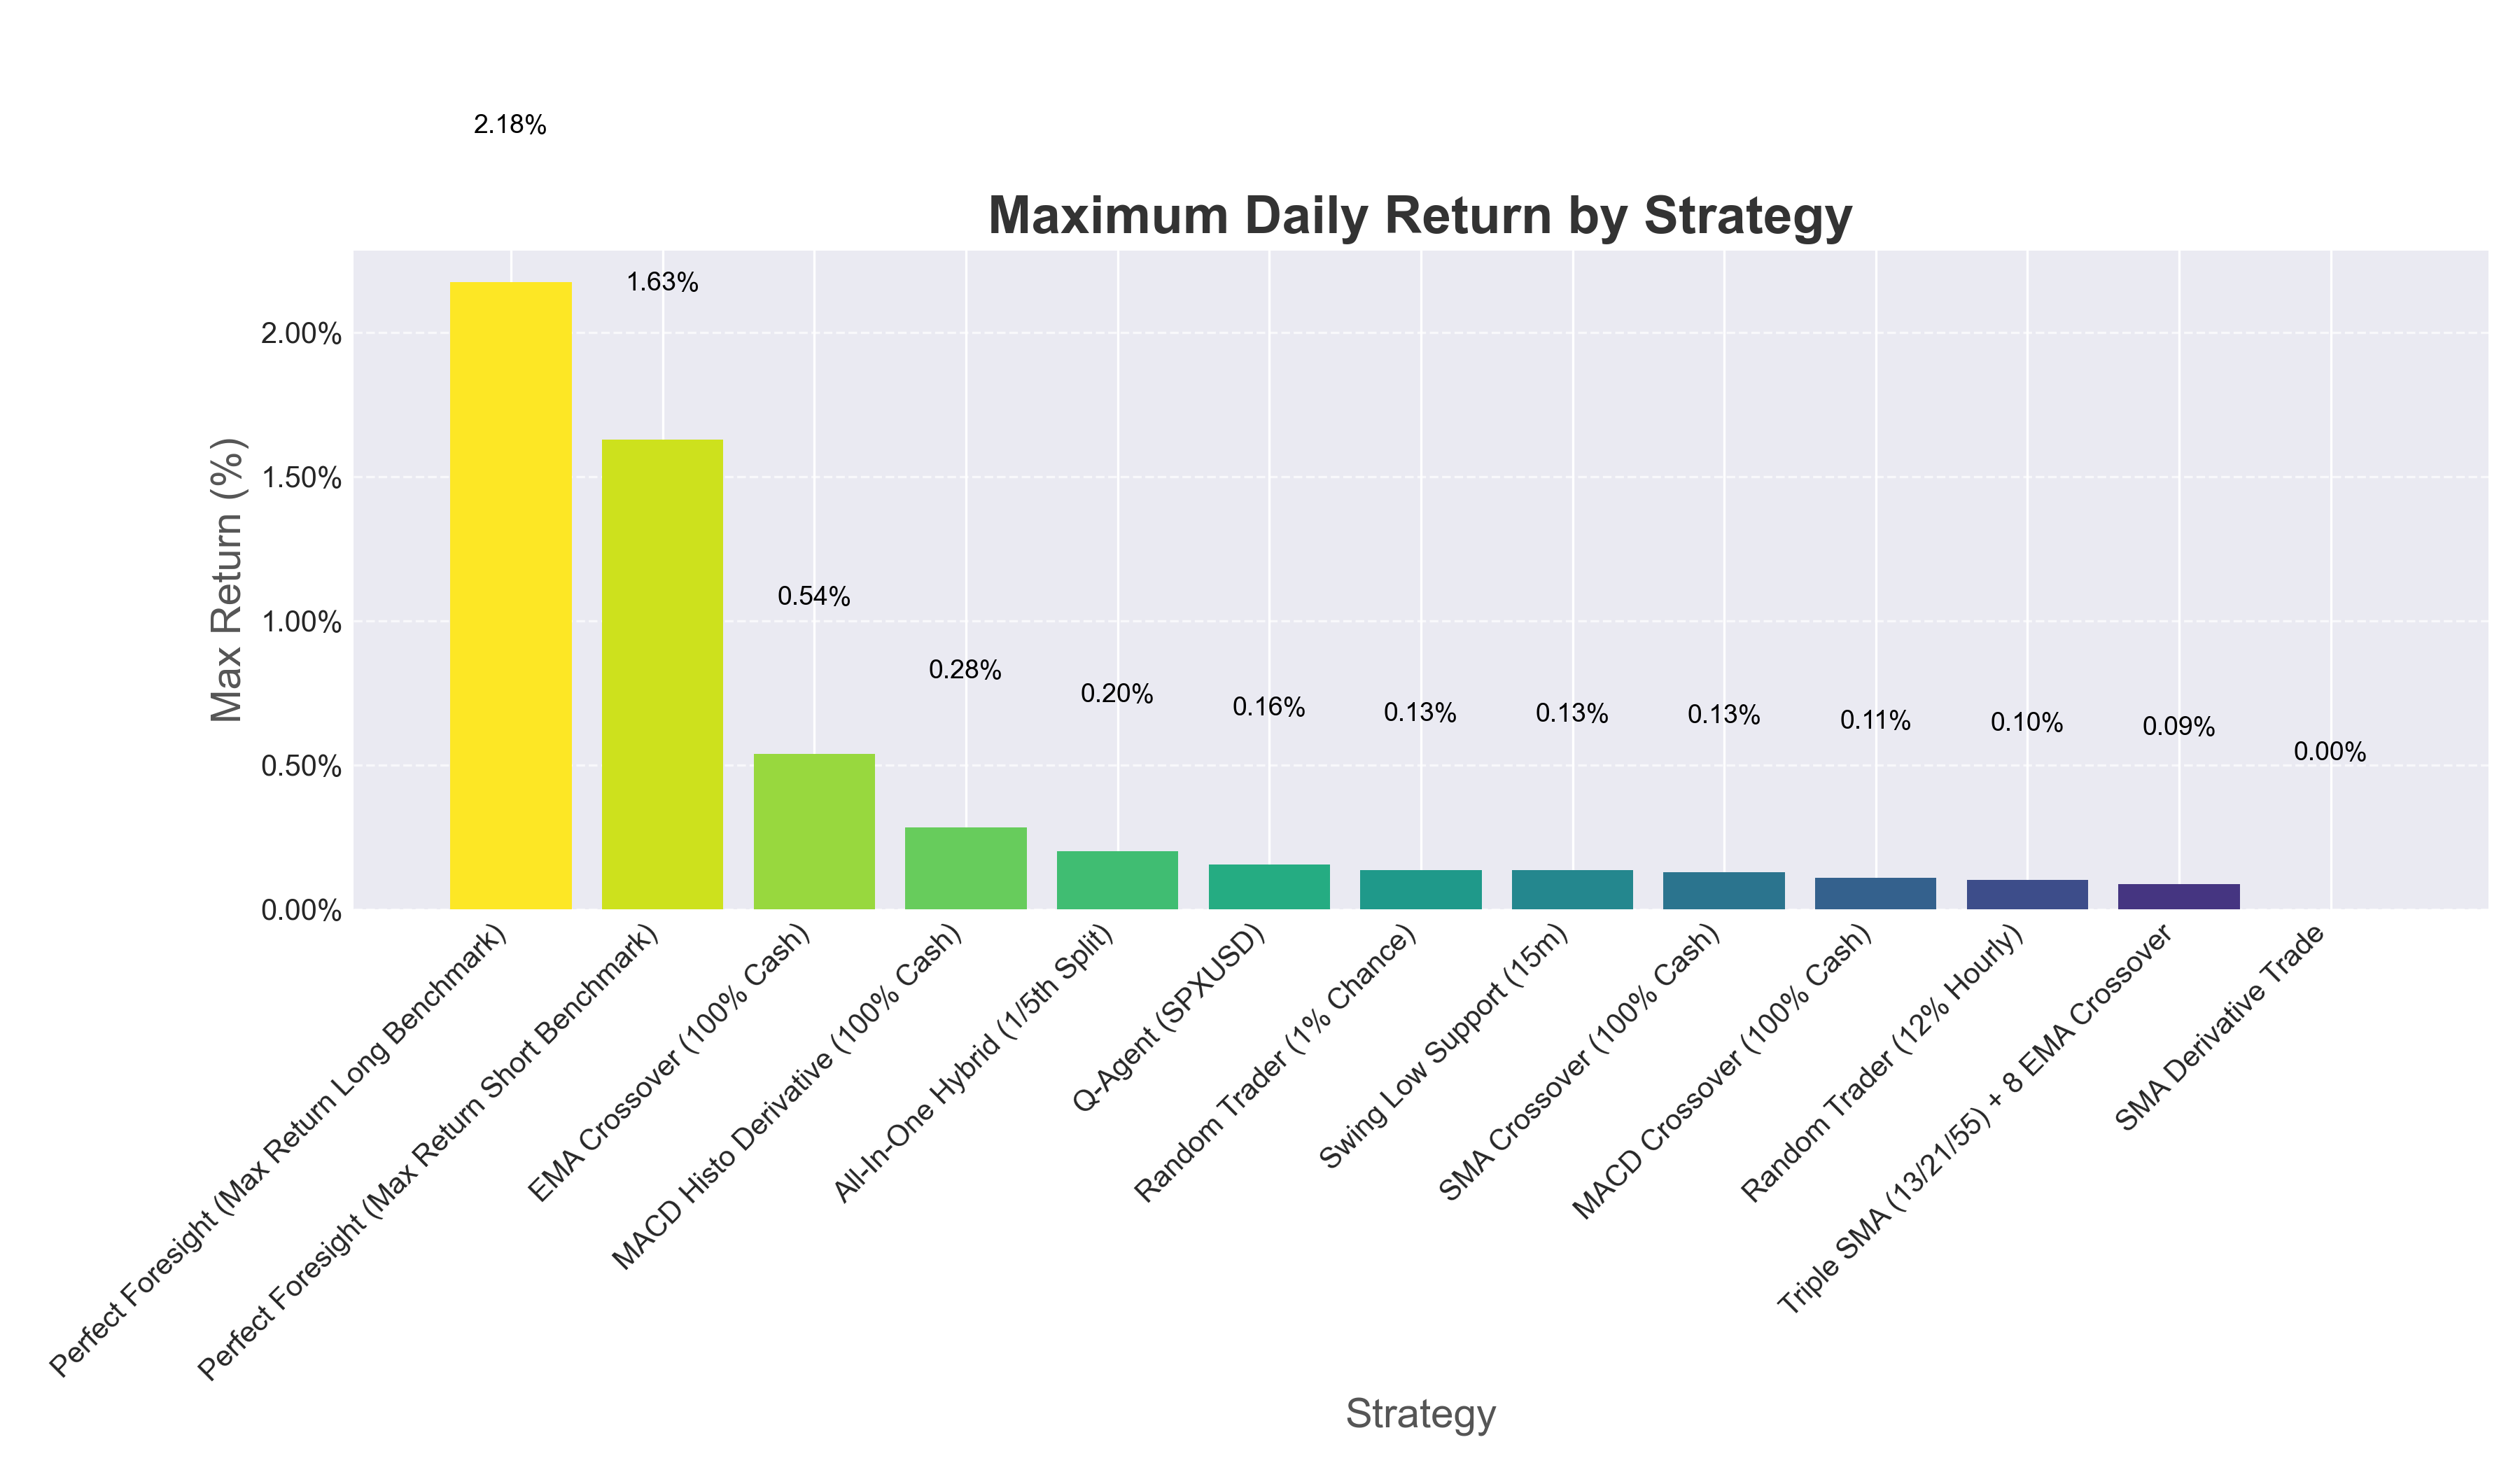 2.18%
Maximum Daily Return by Strategy
1.63%
0.54%
0.28%
0.20%
0.16%
0.13%
0.13%
0.13%
0.11%
0.10%
0.09%
0.00%
Max Return (%)
2.00%
1.50%
1.00%
0.50%
0.00%
Perfect Foresight (Max Return Long Benchmark)
Perfect Foresight (Max Return Short Benchmark)
EMA Crossover (100% Cash)
MACD Histo Derivative (100% Cash)
All-In-One Hybrid (1/5th Split)
Q-Agent (SPXUSD)
Random Trader (1% Chance)
Swing Low Support (15m)
SMA Crossover (100% Cash)
MACD Crossover (100% Cash)
Random Trader (12% Hourly)
Triple SMA (13/21/55) + 8 EMA Crossover
SMA Derivative Trade
Strategy